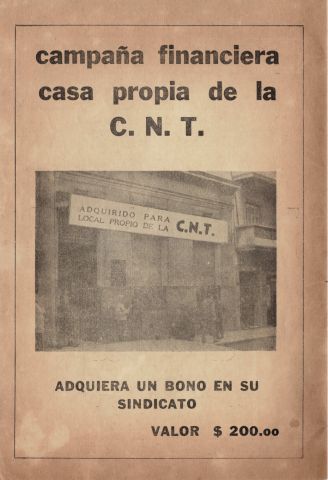 campaña financiera
casa propia de la
C. N. T.
ADQUIRIDO PARA
LOCAL PROPIO DE LA C.N.T.
ADQUIERA UN BONO EN SU
SINDICATO
VALOR $ 200.00